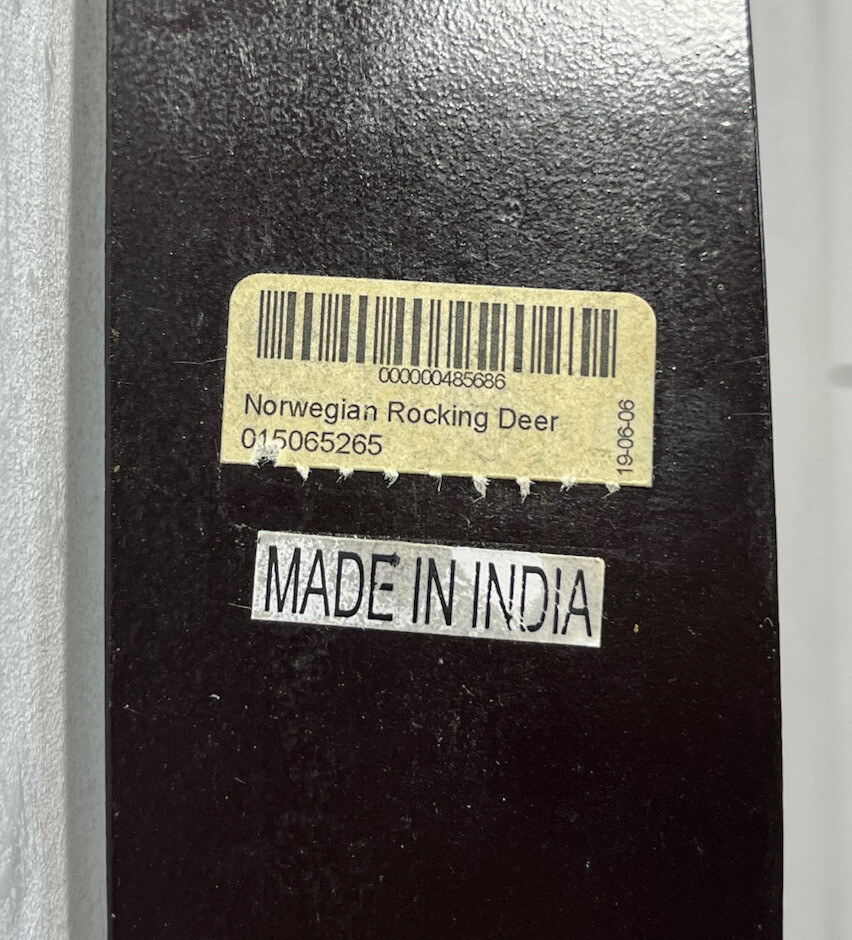 000000485686
Norwegian Rocking Deer
015065265
19-06-06
MADE IN INDIA